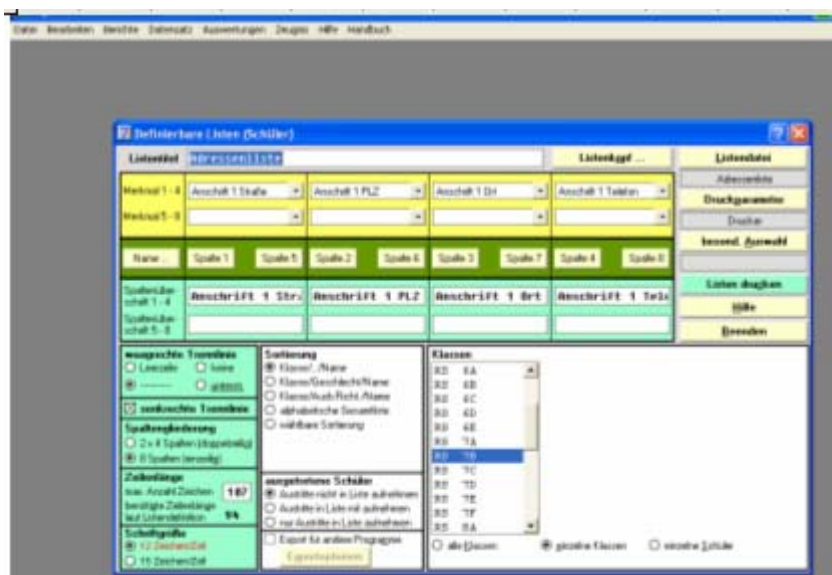 Datei Bearbeiten Berichte Datensatz Auswertungen Zeugnis Hilfe Handbuch
Definierbare Listen (Schüler)
Listentitel Adressenliste Listenkopf ... Listendatei
Adressenliste
Merkmal 1 - 4 Anschrift 1 Straße Anschrift 1 PLZ Anschrift 1 Ort Anschrift 1 Telefon
Druckparameter
Merkmal 5 - 8 Drucker
besond. Auswahl
Name ... Spalte 1 Spalte 5 Spalte 2 Spalte 6 Spalte 3 Spalte 7 Spalte 4 Spalte 8
Spaltenüber-
schrift 1 - 4 Anschrift 1 Stra Anschrift 1 PLZ Anschrift 1 Ort Anschrift 1 Tele
Listen drucken
Hilfe
Spaltenüber-
schrift 5 - 8
Beenden
waagrechte Trennlinie
Leerzeile keine
--------- unterstr.
senkrechte Trennlinie
Spaltengliederung
2 x 4 Spalten (doppelzeilig)
8 Spalten (einzeilig)
Zeilenlänge
max. Anzahl Zeichen 107
benötigte Zeilenlänge
laut Listendefinition 94
Schriftgröße
12 Zeichen/Zoll
15 Zeichen/Zoll
Sortierung
Klasse/../Name
Klasse/Geschlecht/Name
Klasse/Ausb.Richt./Name
alphabetische Gesamtliste
wählbare Sortierung
ausgetretene Schüler
Austritte nicht in Liste aufnehmen
Austritte in Liste mit aufnehmen
nur Austritte in Liste aufnehmen
Export für andere Programme
Exportoptionen
Klassen
RS 6A
RS 6B
RS 6C
RS 6D
RS 6E
RS 7A
RS 7B
RS 7C
RS 7D
RS 7E
RS 7F
RS 8A
alle Klassen einzelne Klassen einzelne Schüler